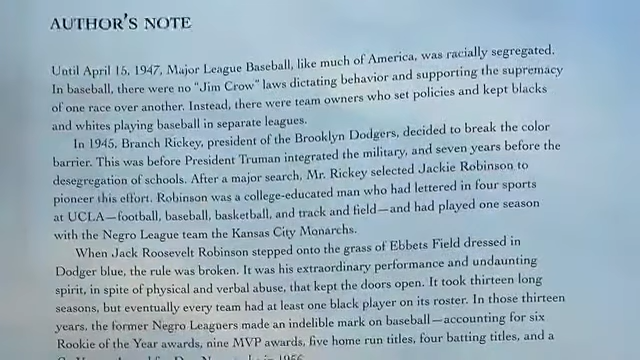 AUTHOR'S NOTE
Until April 15, 1947, Major League Baseball, like much of America, was racially segregated.
In baseball, there were no "Jim Crow" laws dictating behavior and supporting the supremacy
of one race over another. Instead, there were team owners who set policies and kept blacks
and whites playing baseball in separate leagues.
In 1945, Branch Rickey, president of the Brooklyn Dodgers, decided to break the color
barrier. This was before President Truman integrated the military, and seven years before the
desegregation of schools. After a major search, Mr. Rickey selected Jackie Robinson to
pioneer this effort. Robinson was a college-educated man who had lettered in four sports
at UCLA—football, baseball, basketball, and track and field—and had played one season
with the Negro League team the Kansas City Monarchs.
When Jack Roosevelt Robinson stepped onto the grass of Ebbets Field dressed in
Dodger blue, the rule was broken. It was his extraordinary performance and undaunting
spirit, in spite of physical and verbal abuse, that kept the doors open. It took thirteen long
seasons, but eventually every team had at least one black player on its roster. In those thirteen
years, the former Negro Leaguers made an indelible mark on baseball—accounting for six
Rookie of the Year awards, nine MVP awards, five home run titles, four batting titles, and a